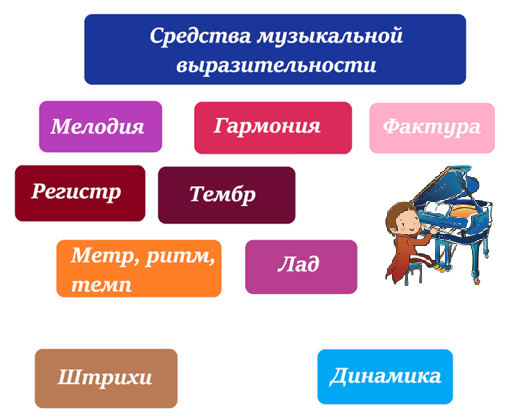 Средства музыкальной
выразительности
Мелодия
Гармония
Фактура
Регистр
Тембр
Метр, ритм,
темп
Лад
Штрихи
Динамика